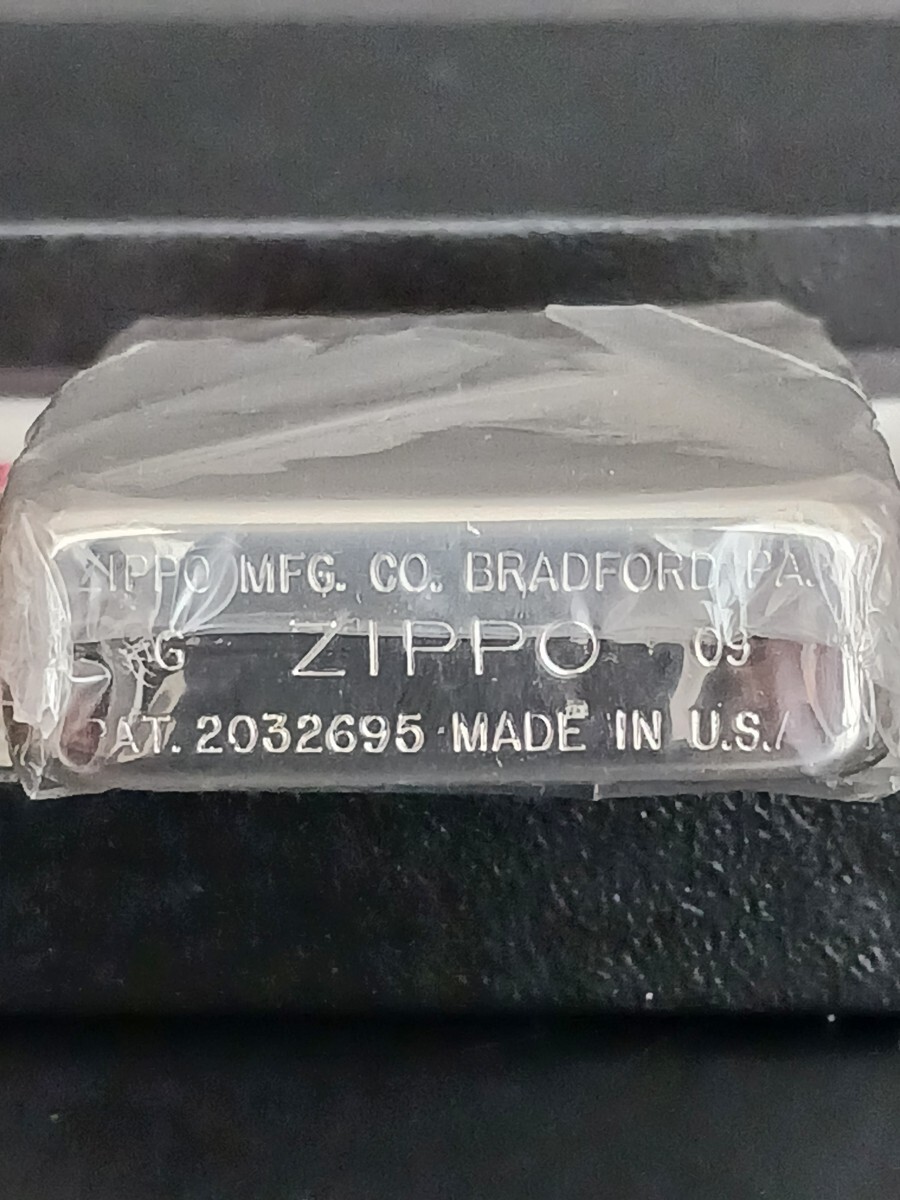 ZIPPO MFG. CO. BRADFORD, PA.
G ZIPPO 09
PAT. 2032695 · MADE IN U.S.A